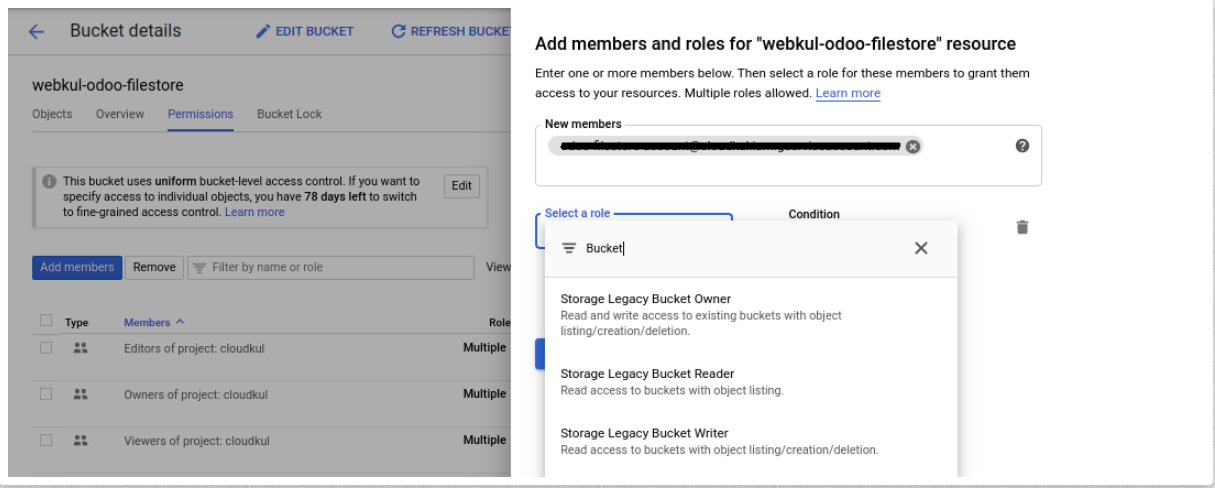 Bucket details
EDIT BUCKET
REFRESH BUCKE
webkul-odoo-filestore
Objects Overview Permissions Bucket Lock
This bucket uses uniform bucket-level access control. If you want to
specify access to individual objects, you have 78 days left to switch
to fine-grained access control. Learn more
Edit
Add members Remove Filter by name or role View
Type Members Role
Editors of project: cloudkul Multiple
Owners of project: cloudkul Multiple
Viewers of project: cloudkul Multiple
Add members and roles for "webkul-odoo-filestore" resource
Enter one or more members below. Then select a role for these members to grant them
access to your resources. Multiple roles allowed. Learn more
New members
Select a role
Condition
Bucket
Storage Legacy Bucket Owner
Read and write access to existing buckets with object
listing/creation/deletion.
Storage Legacy Bucket Reader
Read access to buckets with object listing.
Storage Legacy Bucket Writer
Read access to buckets with object listing/creation/deletion.